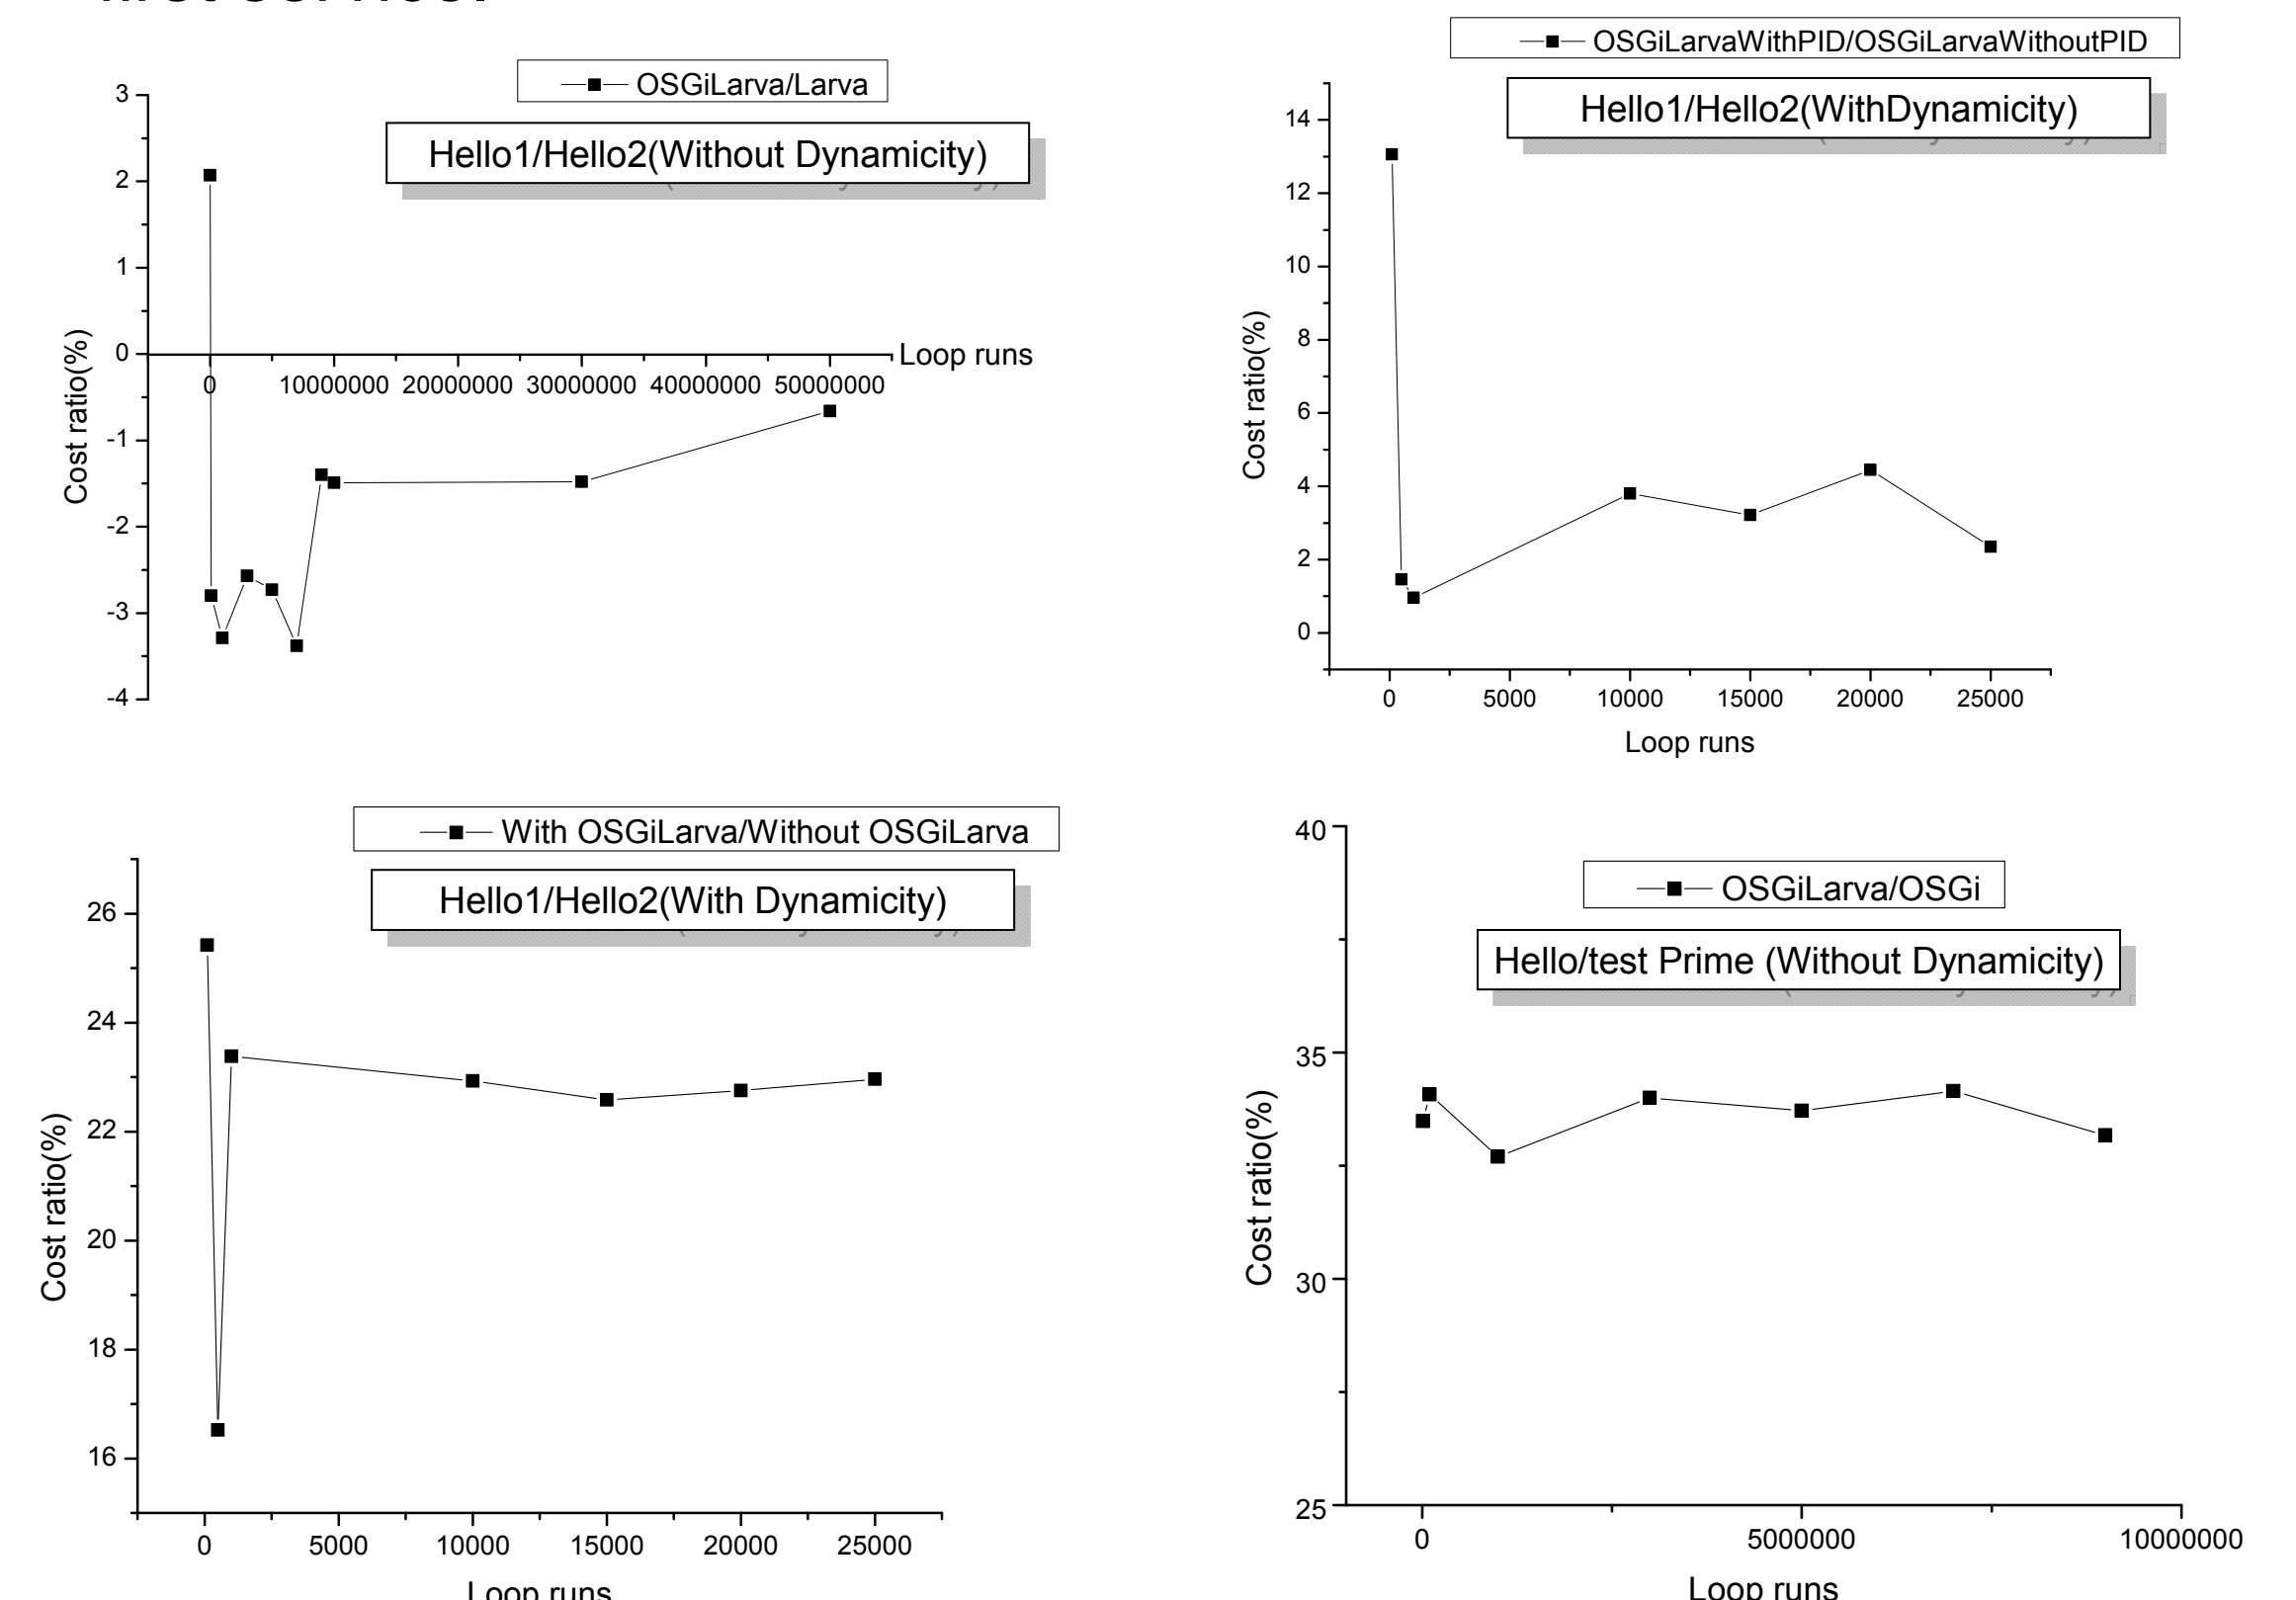 OSGiLarva/Larva
Hello1/Hello2(Without Dynamicity)
3
2
1
0
-1
-2
-3
-4
Cost ratio(%)
0 10000000 20000000 30000000 40000000 50000000
Loop runs
OSGiLarvaWithPID/OSGiLarvaWithoutPID
Hello1/Hello2(WithDynamicity)
14
12
10
8
6
4
2
0
Cost ratio(%)
0 5000 10000 15000 20000 25000
Loop runs
With OSGiLarva/Without OSGiLarva
Hello1/Hello2(With Dynamicity)
26
24
22
20
18
16
Cost ratio(%)
0 5000 10000 15000 20000 25000
Loop runs
OSGiLarva/OSGi
Hello/test Prime (Without Dynamicity)
40
35
30
25
Cost ratio(%)
0 5000000 10000000
Loop runs